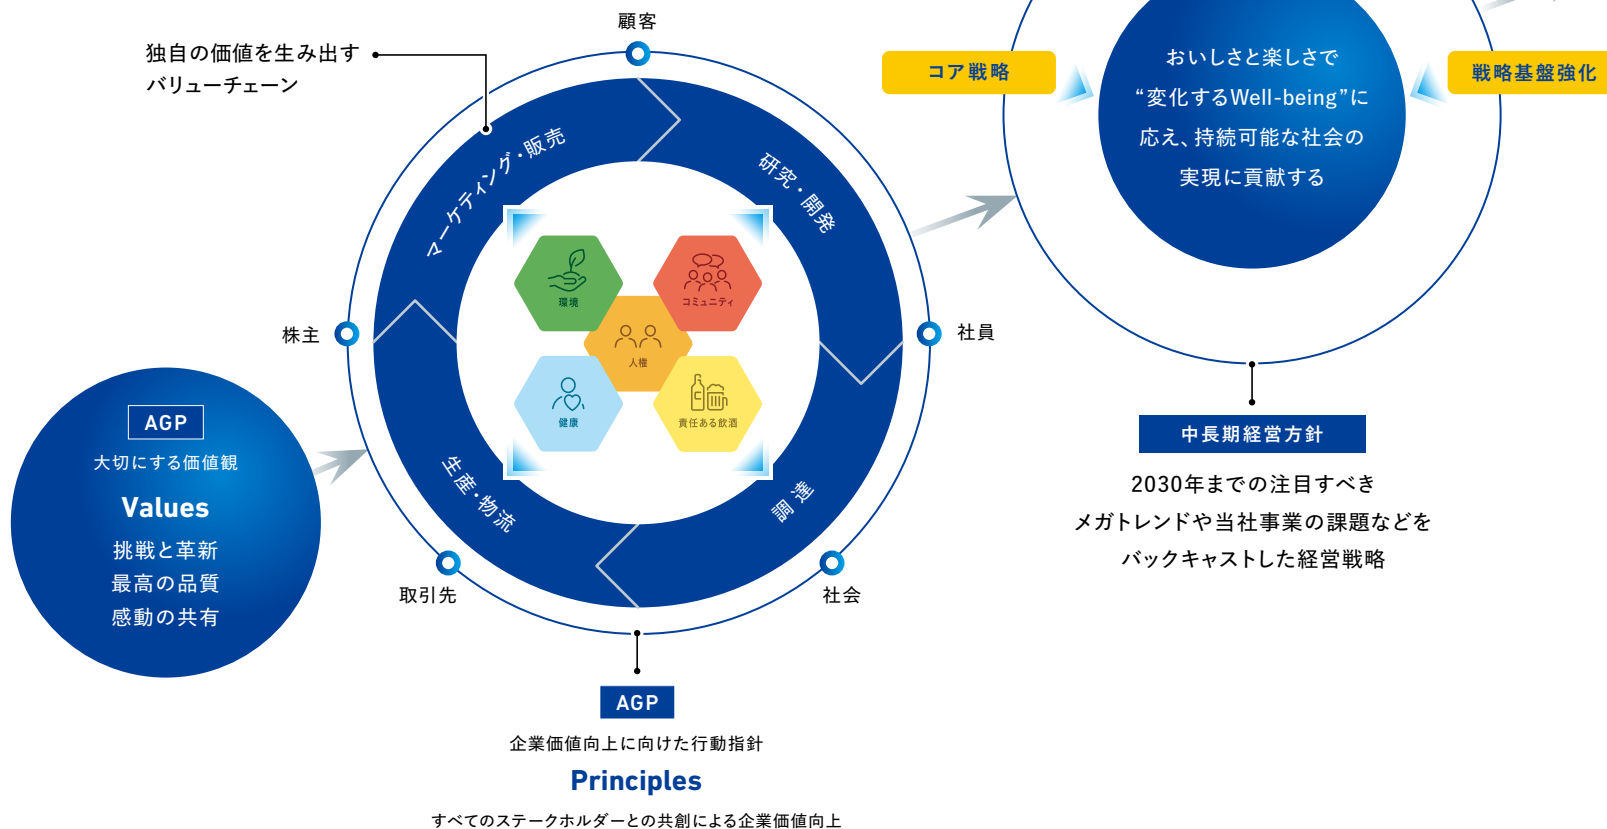 顧客
独自の価値を生み出す
バリューチェーン
マーケティング・販売
研究・開発
調達
生産・物流
環境
コミュニティ
人権
健康
責任ある飲酒
株主
社員
取引先
社会
AGP
大切にする価値観
Values
挑戦と革新
最高の品質
感動の共有
AGP
企業価値向上に向けた行動指針
Principles
すべてのステークホルダーとの共創による企業価値向上
コア戦略
おいしさと楽しさで
“変化するWell-being”に
応え、持続可能な社会の
実現に貢献する
戦略基盤強化
中長期経営方針
2030年までの注目すべき
メガトレンドや当社事業の課題などを
バックキャストした経営戦略